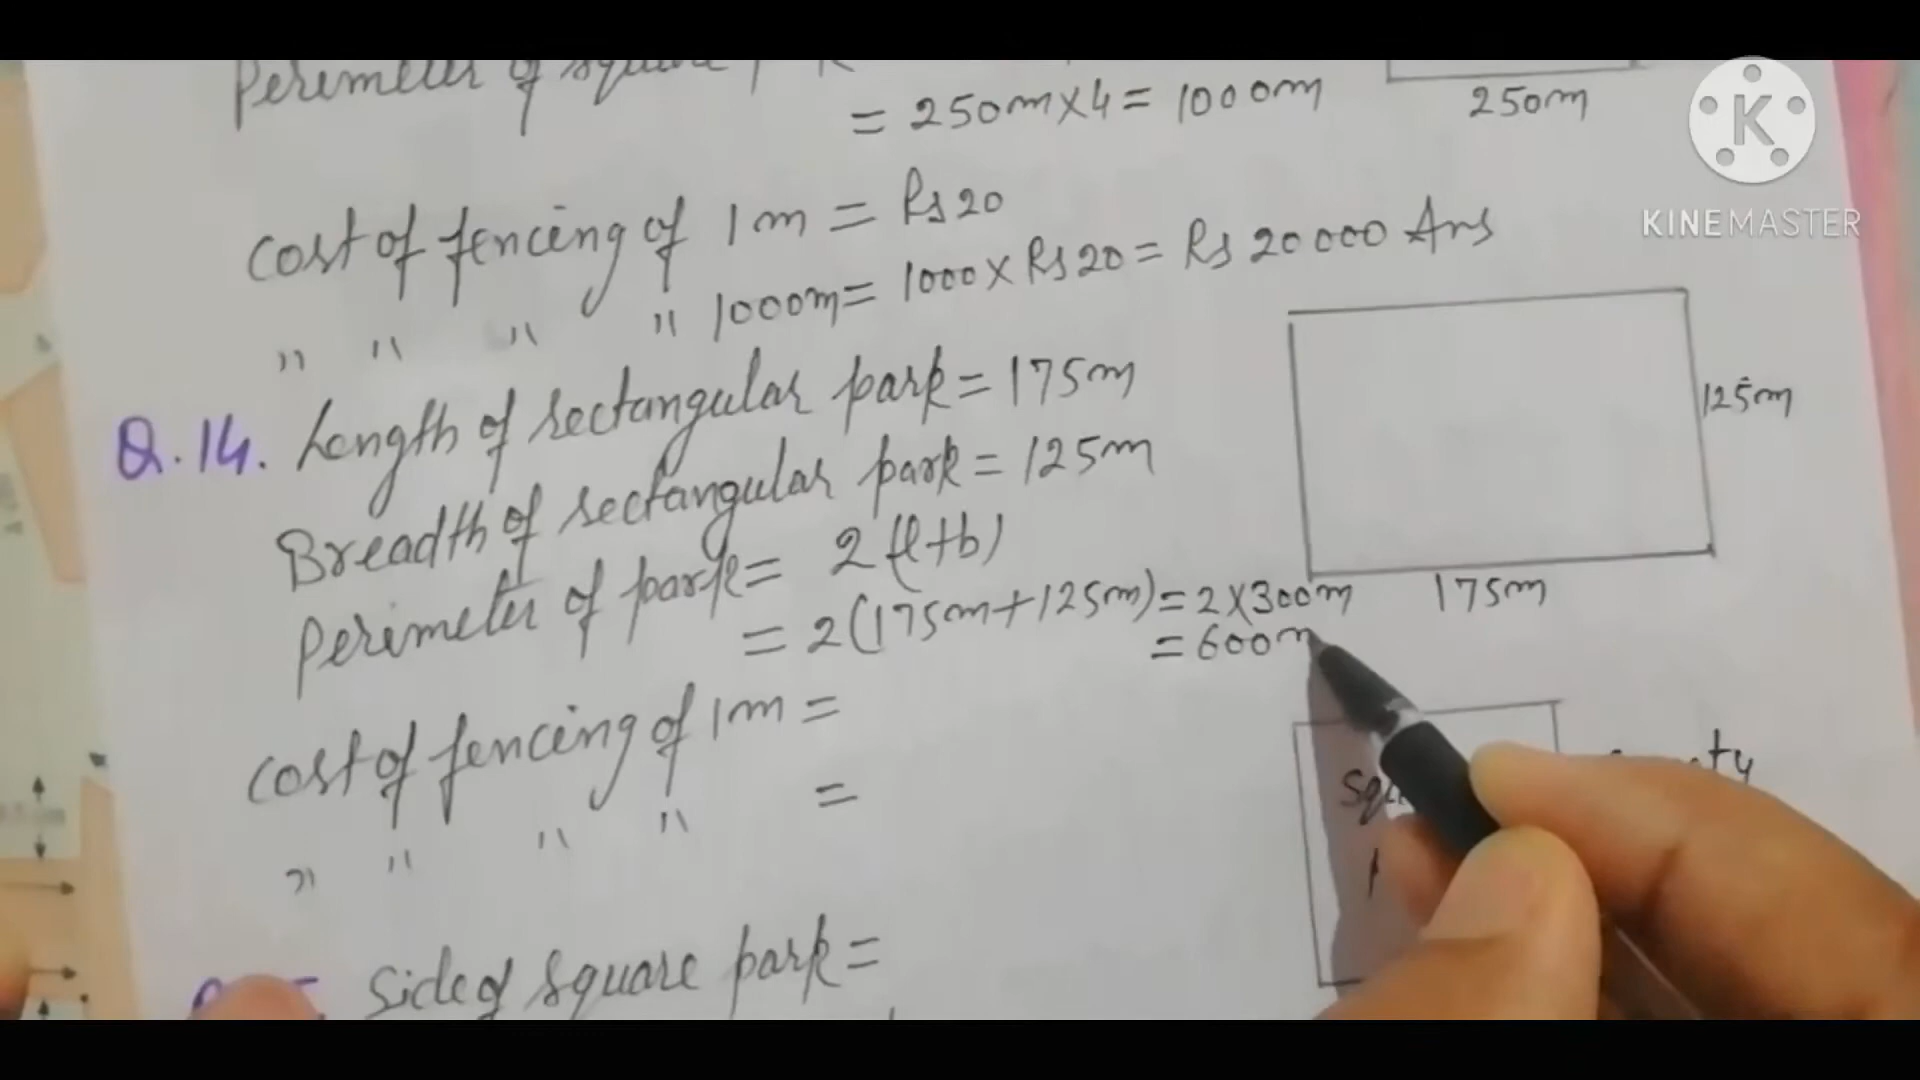 Perimeter of square
= 250m×4 = 1000m
250m
KINEMASTER
Cost of fencing of 1m = Rs 20
" " " " 1000m = 1000×Rs 20 = Rs 20000 Ans
Q.14. Length of rectangular park = 175m
125m
Breadth of rectangular park = 125m
Perimeter of park = 2(l+b)
= 2(175m+125m) = 2×300m
175m
= 600m
Cost of fencing of 1m =
" " " " =
Side of square park =